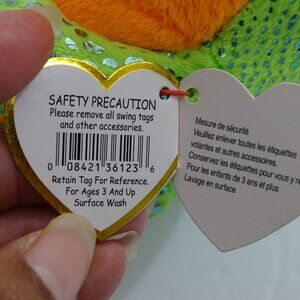 SAFETY PRECAUTION
Please remove all swing tags
and other accessories.
0 08421 36123 6
Retain Tag For Reference.
For Ages 3 And Up
Surface Wash
Mesure de sécurité
Veuillez enlever toutes les étiquettes
volantes et autres accessoires.
Conservez les étiquettes pour vous y
Pour les enfants de 3 ans et plus
Lavage en surface